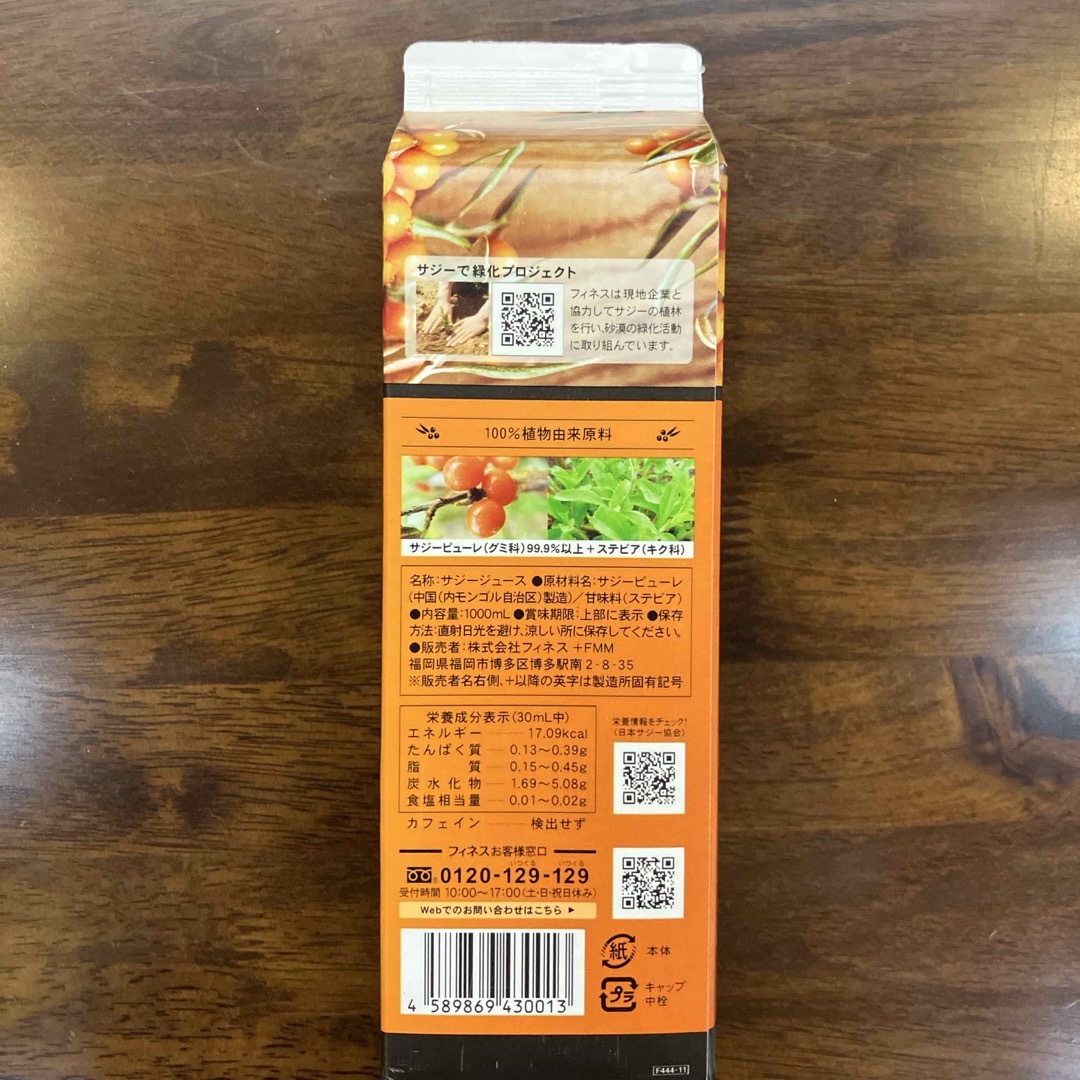 サジーで緑化プロジェクト
フィネスは現地企業と
協力してサジーの植林
を行い、砂漠の緑化活動
に取り組んでいます。
100%植物由来原料
サジーピューレ(グミ科)99.9%以上+ステビア(キク科)
名称:サジージュース ●原材料名:サジーピューレ
(中国(内モンゴル自治区)製造)/甘味料(ステビア)
●内容量:1000mL ●賞味期限:上部に表示 ●保存
方法:直射日光を避け、涼しい所に保存してください。
●販売者:株式会社フィネス +FMM
福岡県福岡市博多区博多駅南2-8-35
※販売者名右側、+以降の英字は製造所固有記号
栄養成分表示(30mL中)
エネルギー 17.09kcal
たんぱく質 0.13〜0.39g
脂質 0.15〜0.45g
炭水化物 1.69〜5.08g
食塩相当量 0.01〜0.02g
カフェイン 検出せず
栄養情報をチェック!
(日本サジー協会)
フィネスお客様窓口
いつくる いつくる
0120-129-129
受付時間 10:00〜17:00(土・日・祝日休み)
Webでのお問い合わせはこちら ▶
4 589869 430013
紙 本体
プラ キャップ
中栓
F444-11